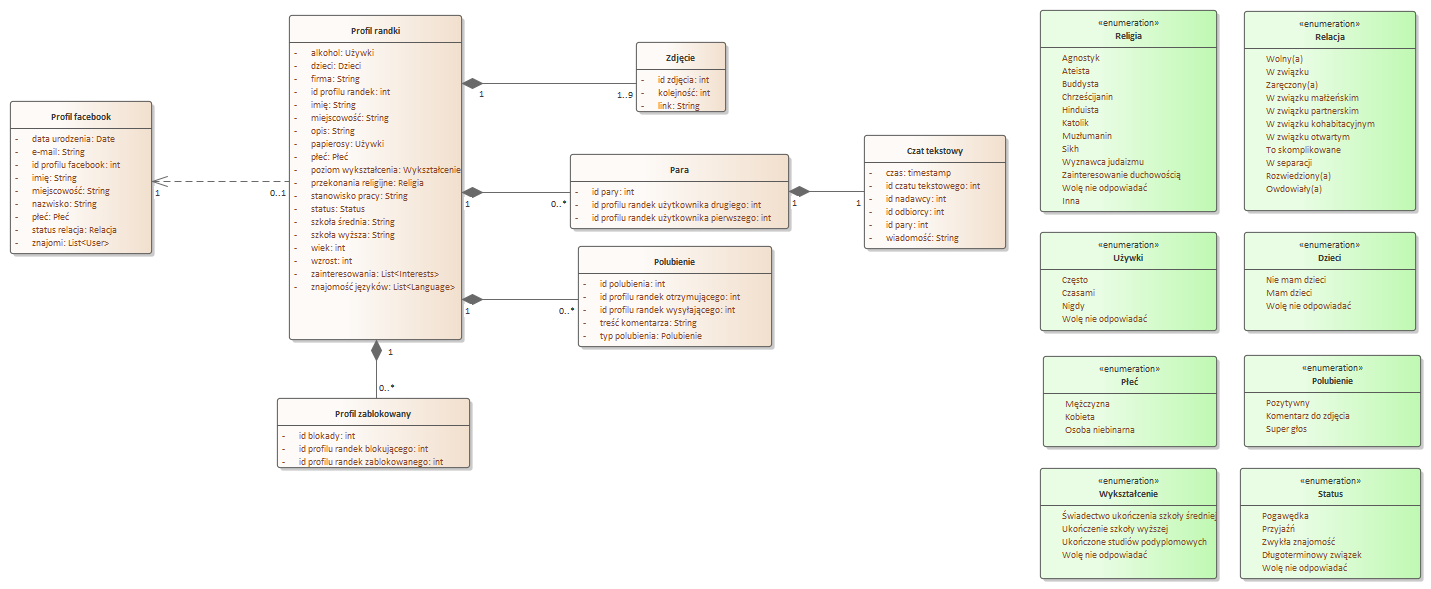 Profil facebook
- data urodzenia: Date
- e-mail: String
- id profilu facebook: int
- imię: String
- miejscowość: String
- nazwisko: String
- płeć: Płeć
- status relacja: Relacja
- znajomi: List<User>
1
0..1
Profil randki
- alkohol: Używki
- dzieci: Dzieci
- firma: String
- id profilu randek: int
- imię: String
- miejscowość: String
- opis: String
- papierosy: Używki
- płeć: Płeć
- poziom wykształcenia: Wykształcenie
- przekonania religijne: Religia
- stanowisko pracy: String
- status: Status
- szkoła średnia: String
- szkoła wyższa: String
- wiek: int
- wzrost: int
- zainteresowania: List<Interests>
- znajomość języków: List<Language>
1
0..*
Profil zablokowany
- id blokady: int
- id profilu randek blokującego: int
- id profilu randek zablokowanego: int
1
1..9
Zdjęcie
- id zdjęcia: int
- kolejność: int
- link: String
1
0..*
Para
- id pary: int
- id profilu randek użytkownika drugiego: int
- id profilu randek użytkownika pierwszego: int
1
1
Czat tekstowy
- czas: timestamp
- id czatu tekstowego: int
- id nadawcy: int
- id odbiorcy: int
- id pary: int
- wiadomość: String
1
0..*
Polubienie
- id polubienia: int
- id profilu randek otrzymującego: int
- id profilu randek wysyłającego: int
- treść komentarza: String
- typ polubienia: Polubienie
«enumeration»
Religia
Agnostyk
Ateista
Buddysta
Chrześcijanin
Hinduista
Katolik
Muzłumanin
Sikh
Wyznawca judaizmu
Zainteresowanie duchowością
Wolę nie odpowiadać
Inna
«enumeration»
Relacja
Wolny(a)
W związku
Zaręczony(a)
W związku małżeńskim
W związku partnerskim
W związku kohabitacyjnym
W związku otwartym
To skomplikowane
W separacji
Rozwiedziony(a)
Owdowiały(a)
«enumeration»
Używki
Często
Czasami
Nigdy
Wolę nie odpowiadać
«enumeration»
Dzieci
Nie mam dzieci
Mam dzieci
Wolę nie odpowiadać
«enumeration»
Płeć
Mężczyzna
Kobieta
Osoba niebinarna
«enumeration»
Polubienie
Pozytywny
Komentarz do zdjęcia
Super głos
«enumeration»
Wykształcenie
Świadectwo ukończenia szkoły średniej
Ukończenie szkoły wyższej
Ukończone studiów podyplomowych
Wolę nie odpowiadać
«enumeration»
Status
Pogawędka
Przyjaźń
Zwykła znajomość
Długoterminowy związek
Wolę nie odpowiadać